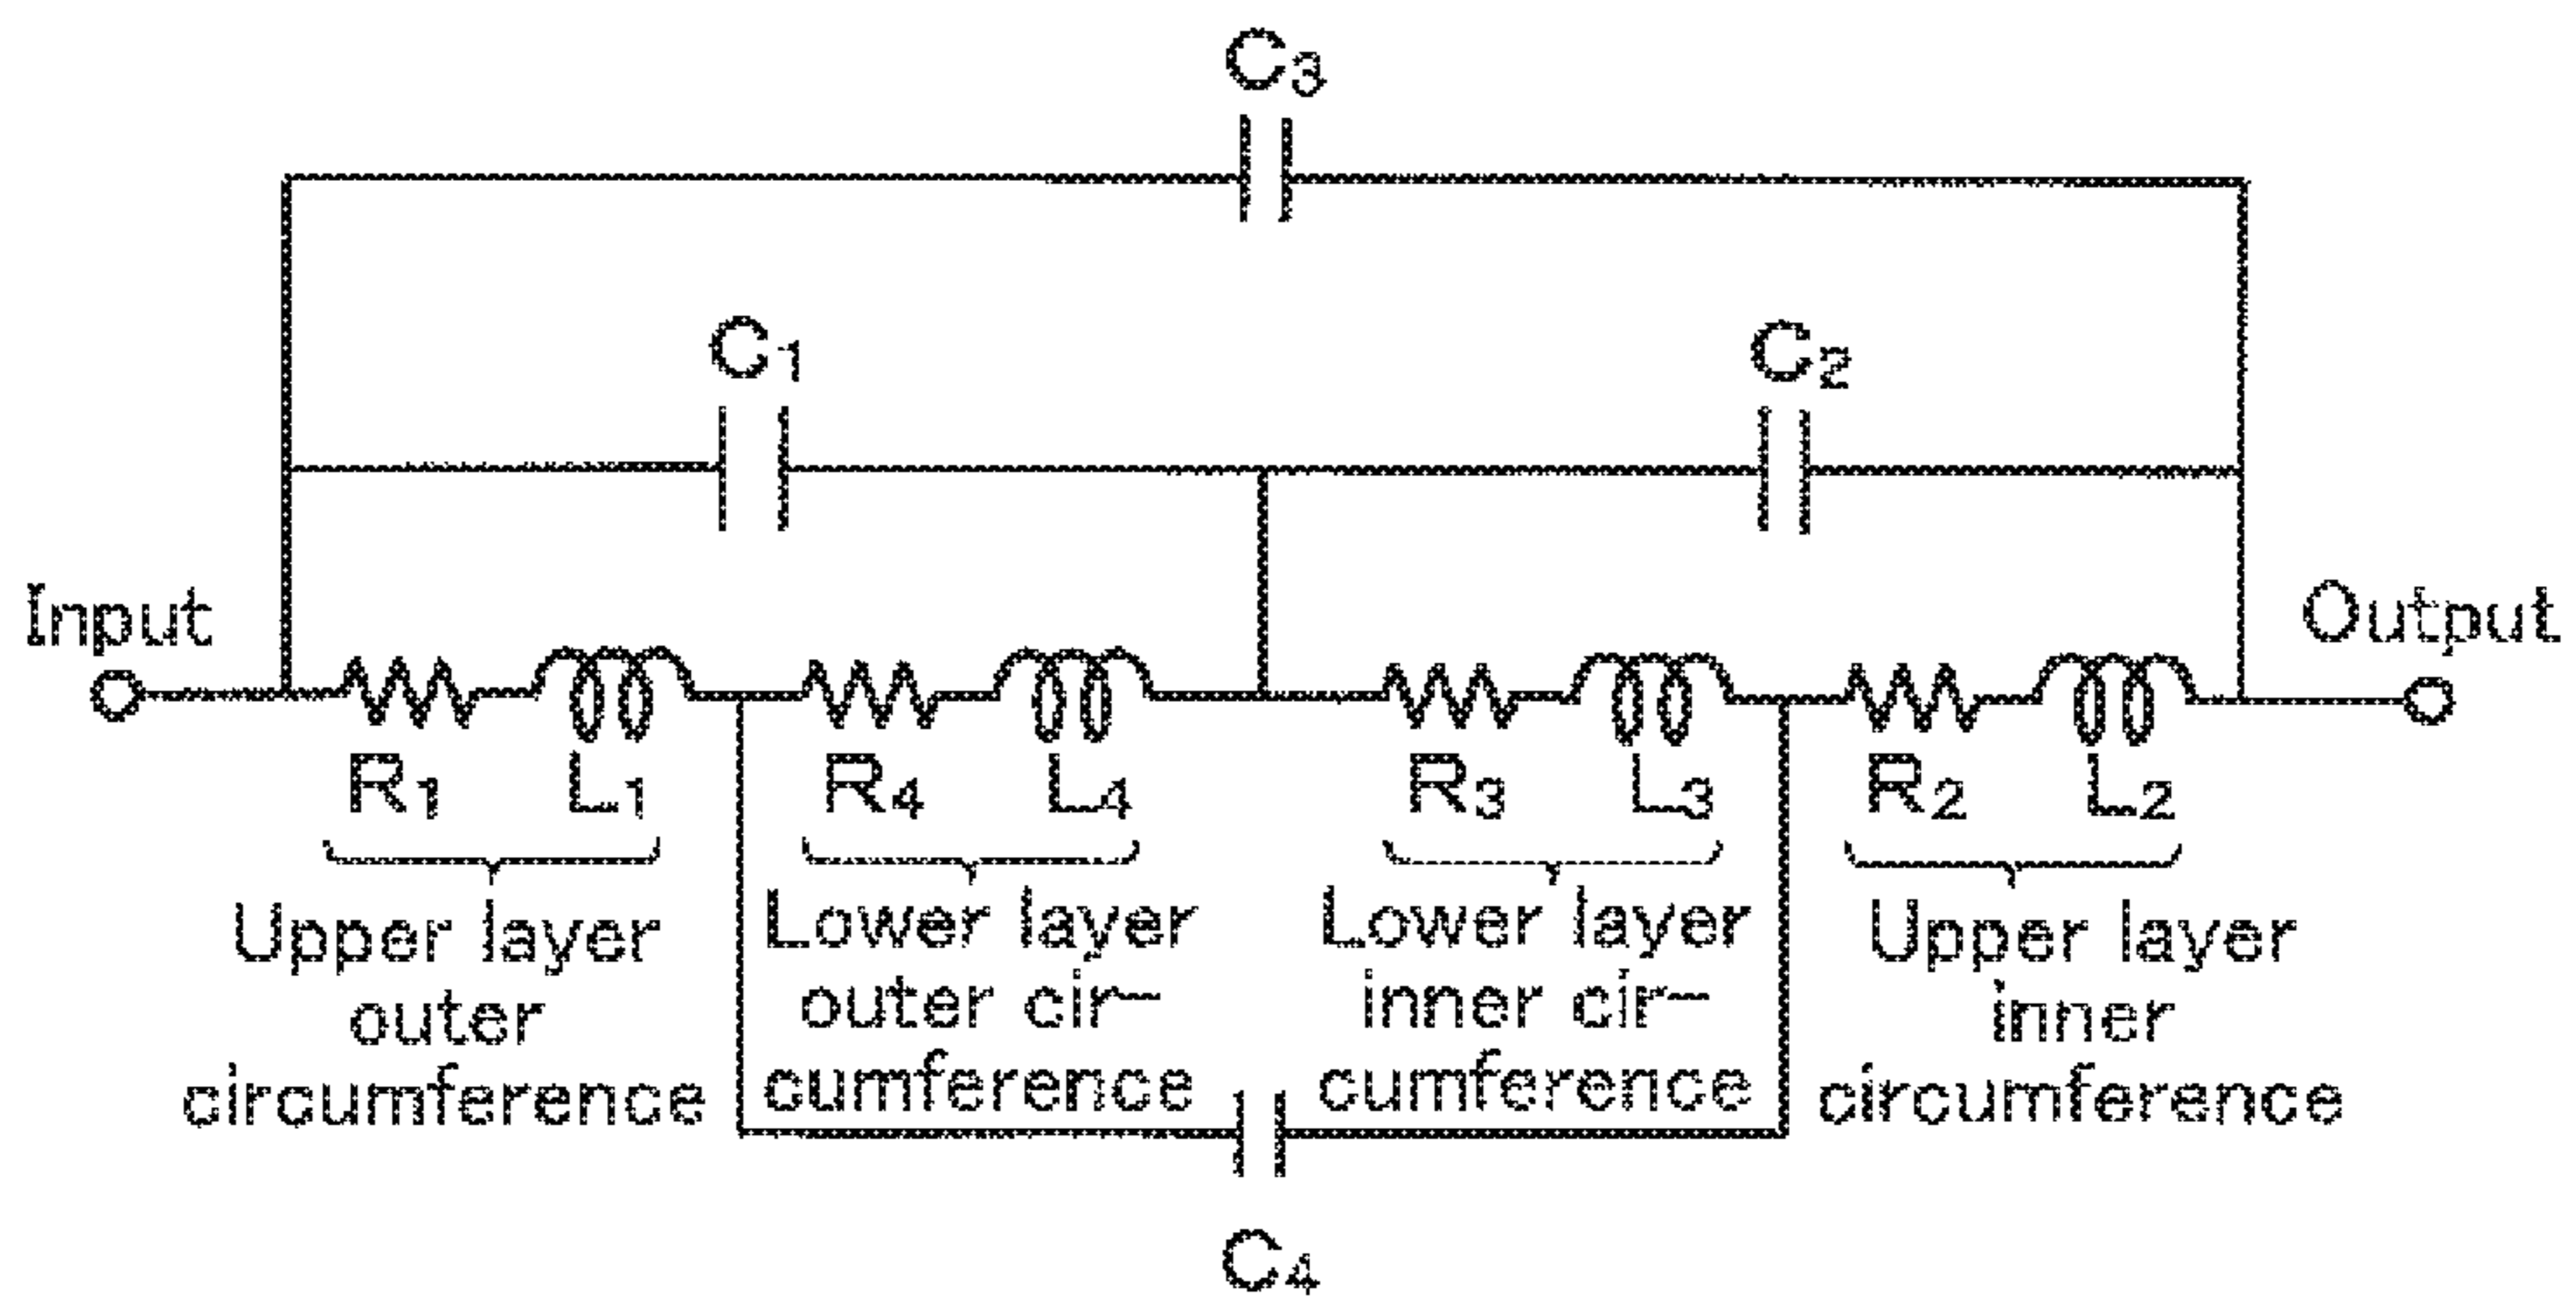 C3
C1
C2
Input
Output
R1 L1 R4 L4 R3 L3 R2 L2
Upper layer
outer
circumference
Lower layer
outer cir-
cumference
Lower layer
inner cir-
cumference
Upper layer
inner
circumference
C4